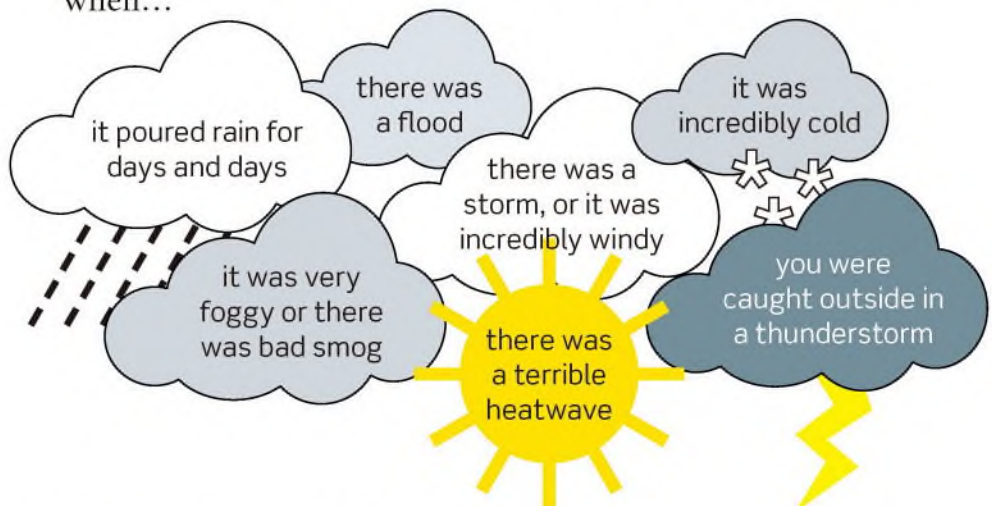 when...
it poured rain for
days and days
there was
a flood
there was a
storm, or it was
incredibly windy
it was
incredibly cold
it was very
foggy or there
was bad smog
there was
a terrible
heatwave
you were
caught outside in
a thunderstorm